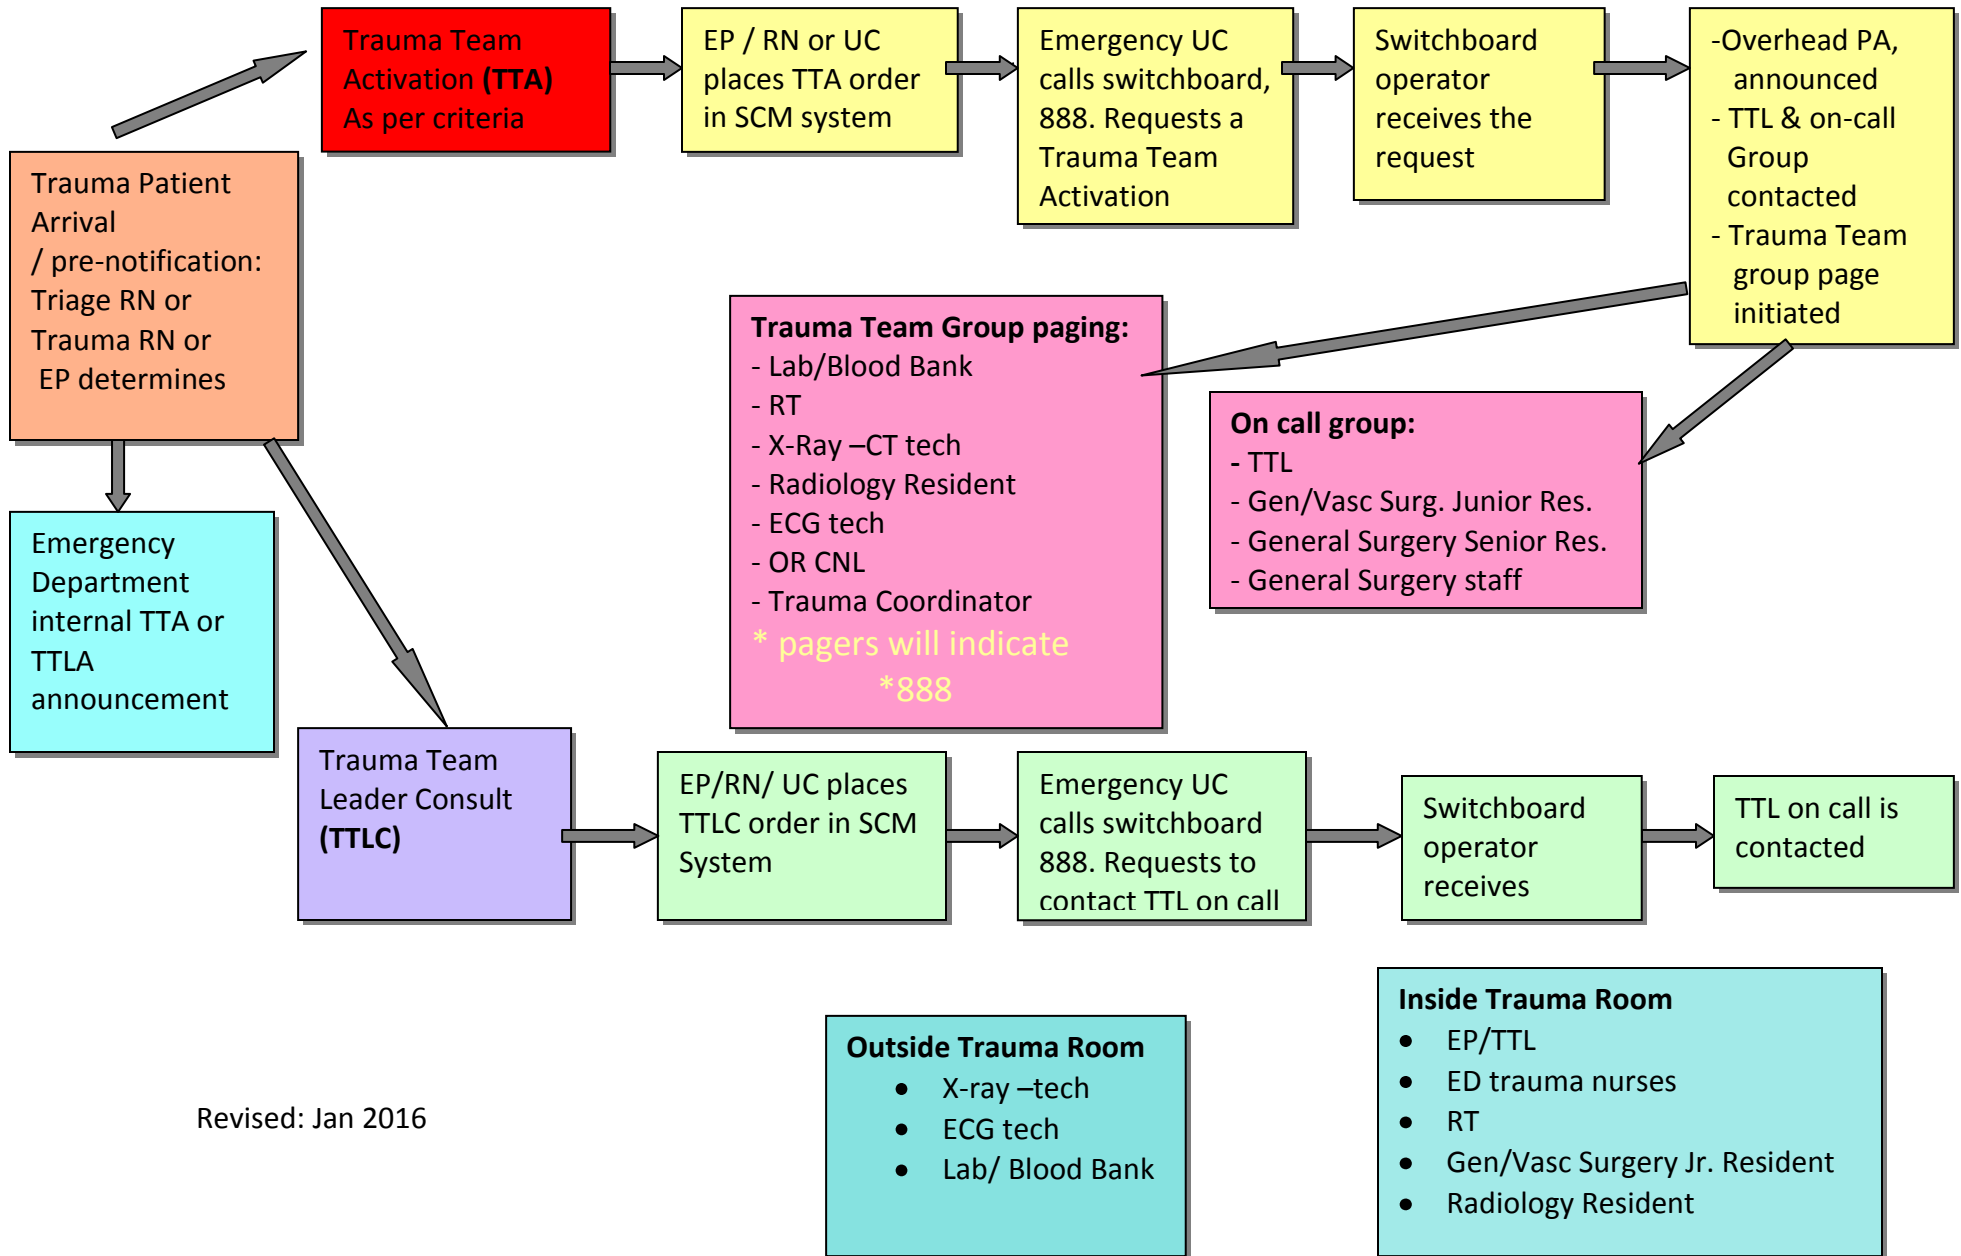 Trauma Team
Activation (TTA)
As per criteria
EP / RN or UC
places TTA order
in SCM system
Emergency UC
calls switchboard,
888. Requests a
Trauma Team
Activation
Switchboard
operator
receives the
request
-Overhead PA,
announced
- TTL & on-call
Group
contacted
- Trauma Team
group page
initiated
Trauma Patient
Arrival
/ pre-notification:
Triage RN or
Trauma RN or
EP determines
Trauma Team Group paging:
- Lab/Blood Bank
- RT
- X-Ray –CT tech
- Radiology Resident
- ECG tech
- OR CNL
- Trauma Coordinator
* pagers will indicate
*888
On call group:
- TTL
- Gen/Vasc Surg. Junior Res.
- General Surgery Senior Res.
- General Surgery staff
Emergency
Department
internal TTA or
TTLA
announcement
Trauma Team
Leader Consult
(TTLC)
EP/RN/ UC places
TTLC order in SCM
System
Emergency UC
calls switchboard
888. Requests to
contact TTL on call
Switchboard
operator
receives
TTL on call is
contacted
Outside Trauma Room
• X-ray –tech
• ECG tech
• Lab/ Blood Bank
Inside Trauma Room
• EP/TTL
• ED trauma nurses
• RT
• Gen/Vasc Surgery Jr. Resident
• Radiology Resident
Revised: Jan 2016